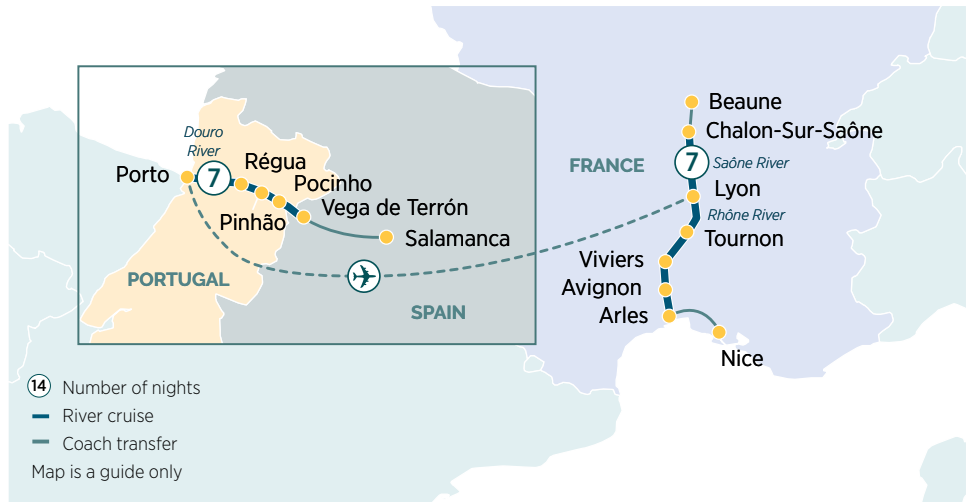 Beaune
Chalon-Sur-Saône
Douro
River
Régua
FRANCE
7
Saône River
Porto
7
Pocinho
Lyon
Pinhão
Vega de Terrón
Rhône River
Salamanca
Tournon
PORTUGAL
Viviers
Avignon
SPAIN
Arles
Nice
14 Number of nights
River cruise
Coach transfer
Map is a guide only